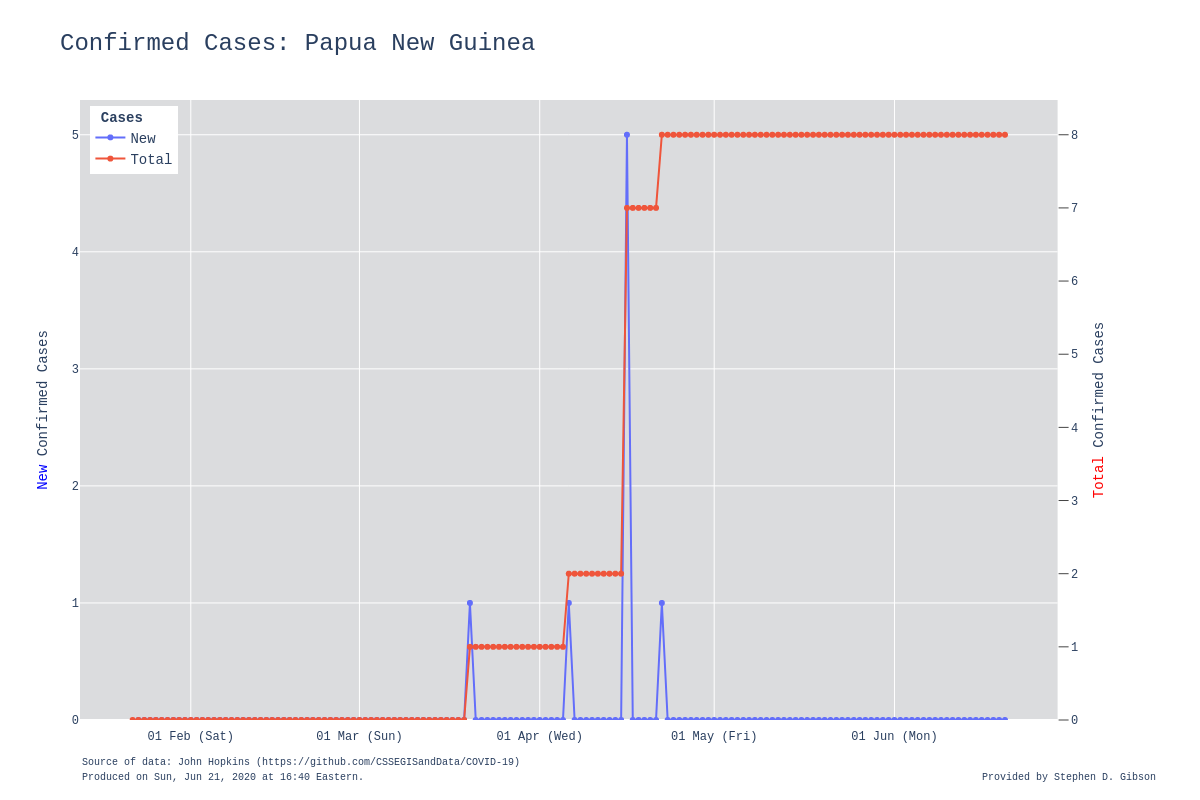 Confirmed Cases: Papua New Guinea
Cases
New
Total
5
4
3
2
1
0
New Confirmed Cases
8
7
6
5
4
3
2
1
0
Total Confirmed Cases
01 Feb (Sat)
01 Mar (Sun)
01 Apr (Wed)
01 May (Fri)
01 Jun (Mon)
Source of data: John Hopkins (https://github.com/CSSEGISandData/COVID-19)
Produced on Sun, Jun 21, 2020 at 16:40 Eastern.
Provided by Stephen D. Gibson